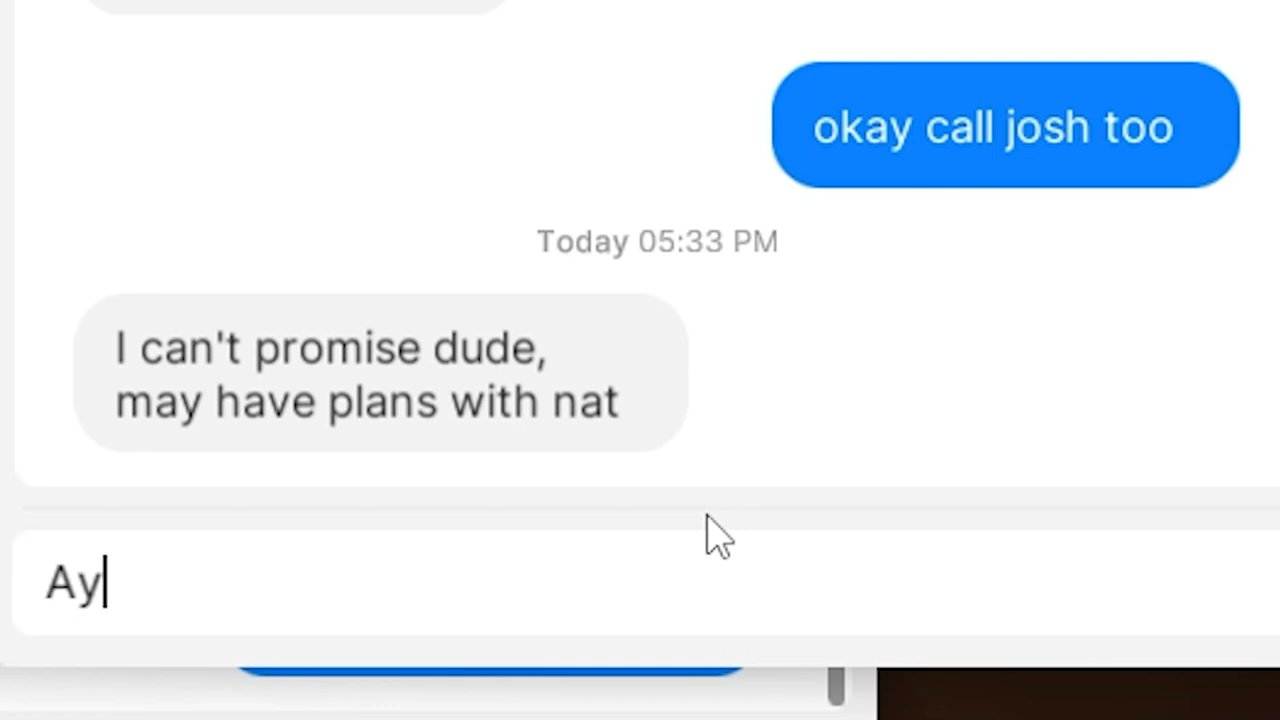 okay call josh too
Today 05:33 PM
I can't promise dude,
may have plans with nat
Ay